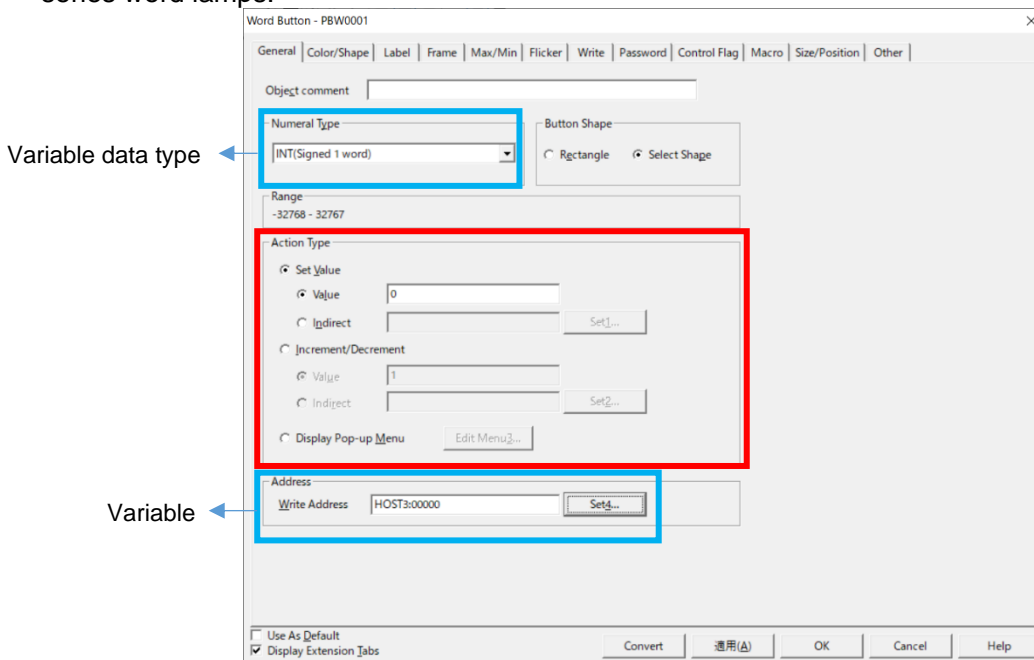 series word lamps.
Word Button - PBW0001
General Color/Shape Label Frame Max/Min Flicker Write Password Control Flag Macro Size/Position Other
Object comment
Numeral Type
Button Shape
Variable data type
INT(Signed 1 word)
Rectangle Select Shape
Range
-32768 - 32767
Action Type
Set Value
Value 0
Indirect Set1...
Increment/Decrement
Value 1
Indirect Set2...
Display Pop-up Menu Edit Menu3...
Address
Variable
Write Address HOST3:00000 Set4...
Use As Default
Display Extension Tabs
Convert 適用(A) OK Cancel Help